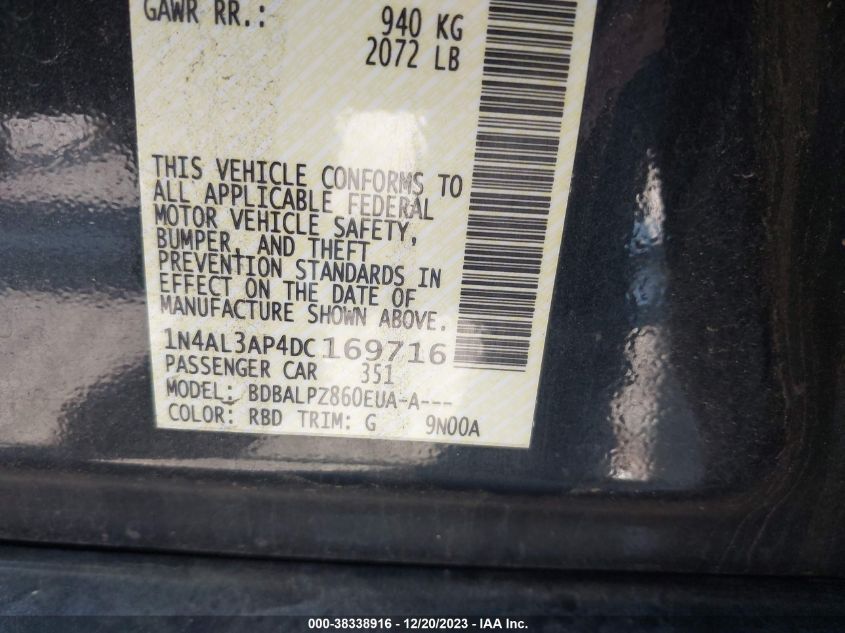 GAWR RR.: 940 KG
2072 LB
THIS VEHICLE CONFORMS TO
ALL APPLICABLE FEDERAL
MOTOR VEHICLE SAFETY,
BUMPER, AND THEFT
PREVENTION STANDARDS IN
EFFECT ON THE DATE OF
MANUFACTURE SHOWN ABOVE.
1N4AL3AP4DC169716
PASSENGER CAR 351
MODEL: BDBALPZ860EUA-A---
COLOR: RBD TRIM: G 9N00A
000-38338916 - 12/20/2023 - IAA Inc.